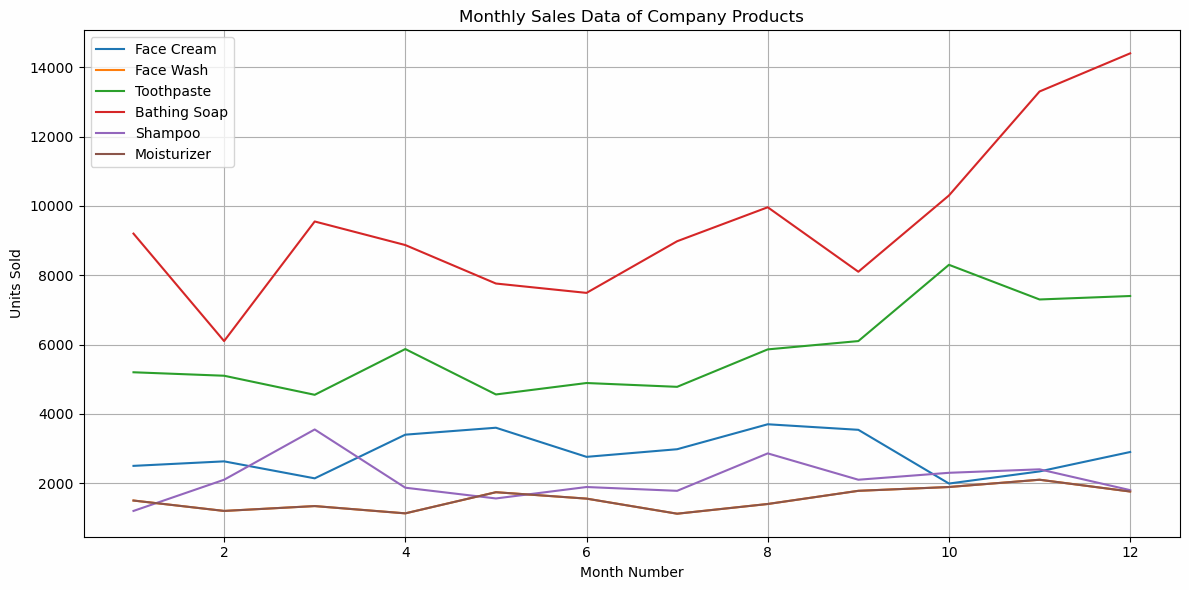 Monthly Sales Data of Company Products
Face Cream
Face Wash
Toothpaste
Bathing Soap
Shampoo
Moisturizer
14000
12000
10000
8000
6000
4000
2000
Units Sold
2 4 6 8 10 12
Month Number